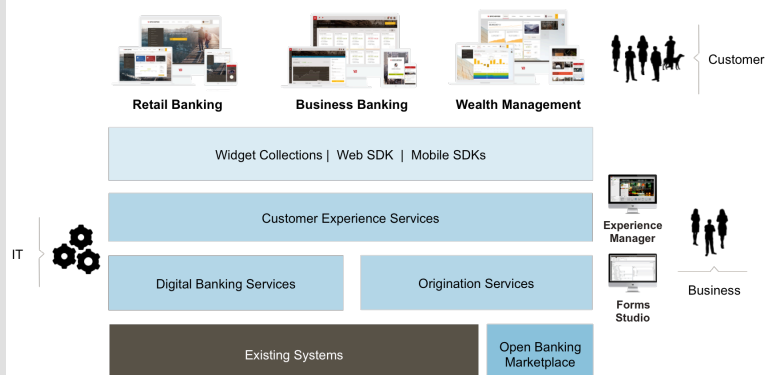 Customer
Retail Banking
Business Banking
Wealth Management
Widget Collections | Web SDK | Mobile SDKs
Customer Experience Services
Experience
Manager
IT
Digital Banking Services
Origination Services
Business
Forms
Studio
Existing Systems
Open Banking
Marketplace